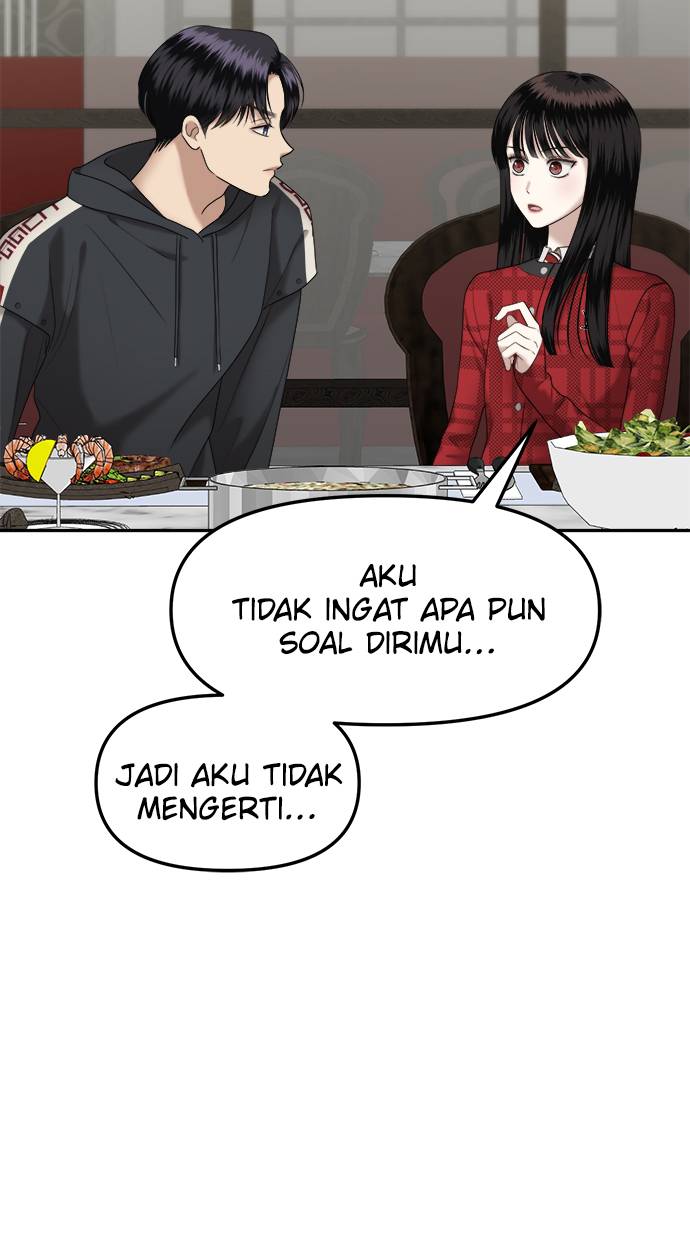 AKU
TIDAK INGAT APA PUN
SOAL DIRIMU...
JADI AKU TIDAK
MENGERTI...